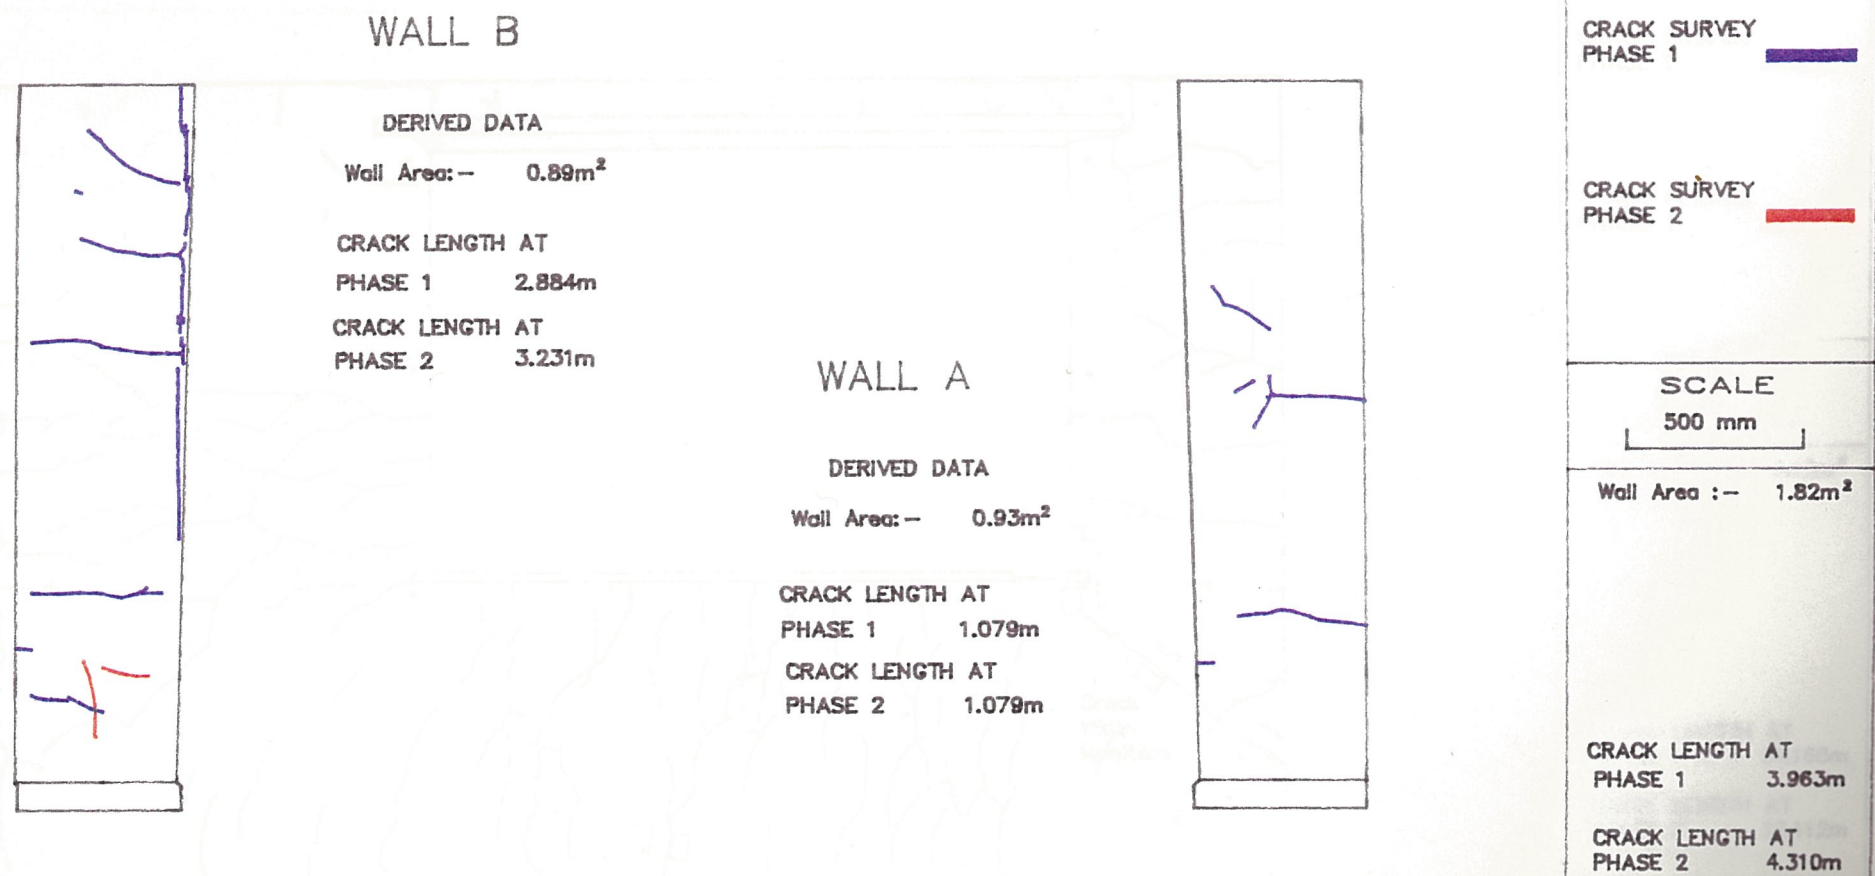 WALL B
DERIVED DATA
Wall Area:— 0.89m²
CRACK LENGTH AT
PHASE 1 2.884m
CRACK LENGTH AT
PHASE 2 3.231m
WALL A
DERIVED DATA
Wall Area:— 0.93m²
CRACK LENGTH AT
PHASE 1 1.079m
CRACK LENGTH AT
PHASE 2 1.079m
CRACK SURVEY
PHASE 1
CRACK SURVEY
PHASE 2
SCALE
500 mm
Wall Area :— 1.82m²
CRACK LENGTH AT
PHASE 1 3.963m
CRACK LENGTH AT
PHASE 2 4.310m